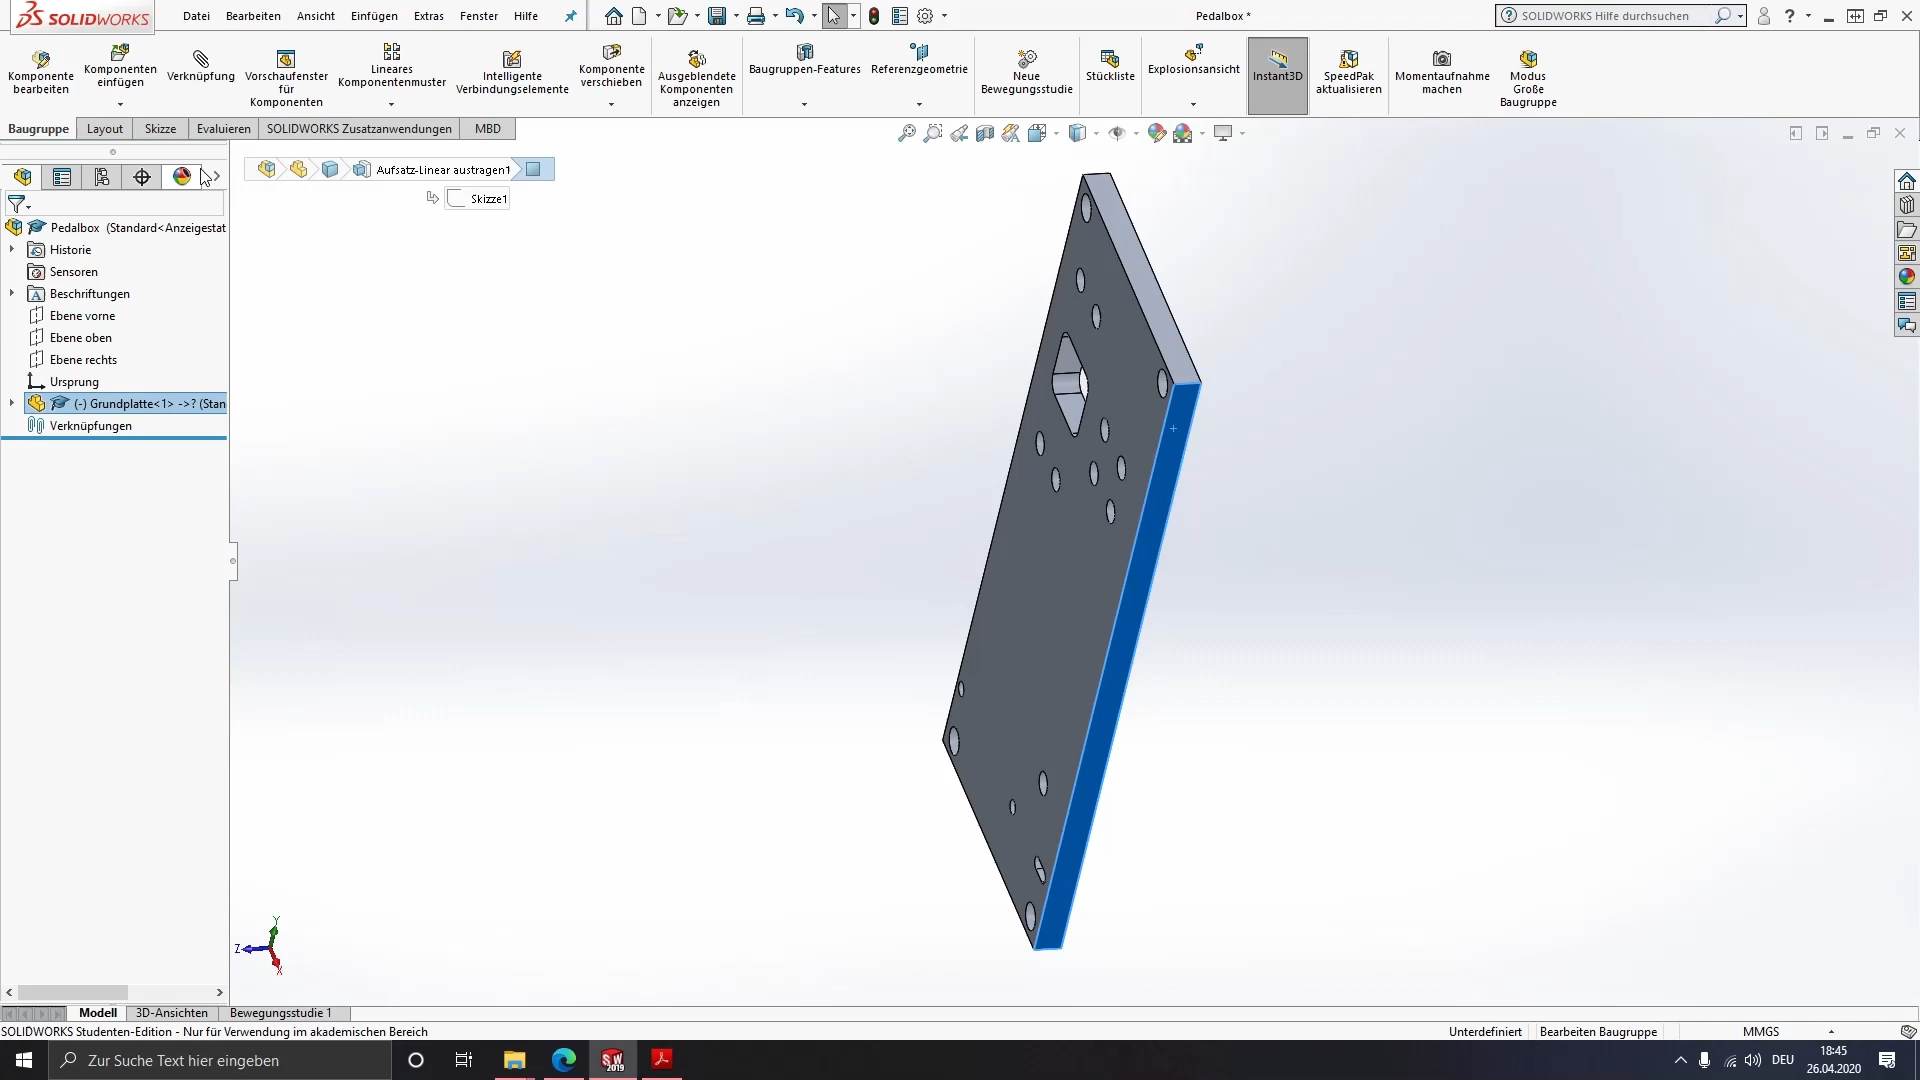 SOLIDWORKS
Datei Bearbeiten Ansicht Einfügen Extras Fenster Hilfe
Pedalbox *
SOLIDWORKS Hilfe durchsuchen
Komponente bearbeiten
Komponenten einfügen
Verknüpfung
Vorschaufenster für Komponenten
Lineares Komponentenmuster
Intelligente Verbindungselemente
Komponente verschieben
Ausgeblendete Komponenten anzeigen
Baugruppen-Features
Referenzgeometrie
Neue Bewegungsstudie
Stückliste
Explosionsansicht
Instant3D
SpeedPak aktualisieren
Momentaufnahme machen
Modus Große Baugruppe
Baugruppe Layout Skizze Evaluieren SOLIDWORKS Zusatzanwendungen MBD
Aufsatz-Linear austragen1
Skizze1
Pedalbox (Standard<Anzeigestat
Historie
Sensoren
Beschriftungen
Ebene vorne
Ebene oben
Ebene rechts
Ursprung
(-) Grundplatte<1> ->? (Stan
Verknüpfungen
Y
Z
X
Modell 3D-Ansichten Bewegungsstudie 1
SOLIDWORKS Studenten-Edition - Nur für Verwendung im akademischen Bereich
Unterdefiniert Bearbeiten Baugruppe MMGS
Zur Suche Text hier eingeben
SW 2019
DEU
18:45
26.04.2020